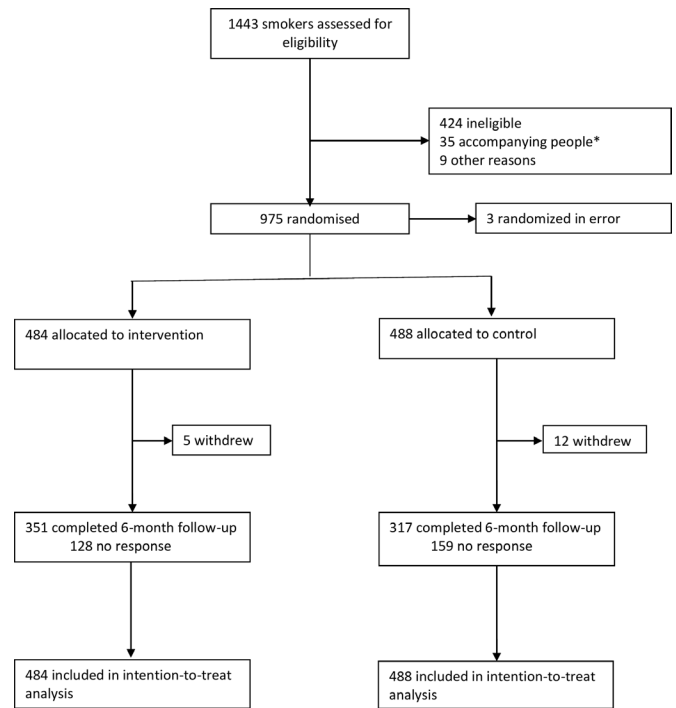 1443 smokers assessed for
eligibility
424 ineligible
35 accompanying people*
9 other reasons
975 randomised
3 randomized in error
484 allocated to intervention
488 allocated to control
5 withdrew
12 withdrew
351 completed 6-month follow-up
128 no response
317 completed 6-month follow-up
159 no response
484 included in intention-to-treat
analysis
488 included in intention-to-treat
analysis